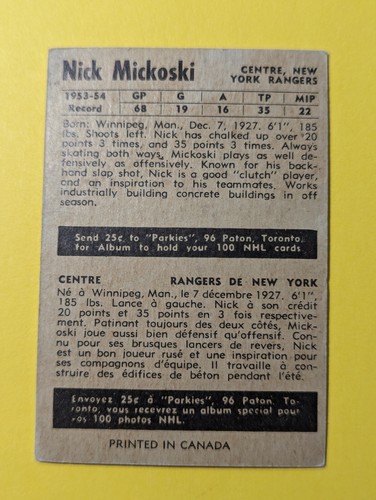 Nick Mickoski
CENTRE, NEW
YORK RANGERS
1953-54 GP G A TP MIP
Record 68 19 16 35 22
Born: Winnipeg, Man., Dec. 7, 1927. 6'1", 185
lbs. Shoots left. Nick has chalked up over 20
points 3 times, and 35 points 3 times. Always
skating both ways, Mickoski plays as well de-
fensively as offensively. Known for his back-
hand slap shot, Nick is a good "clutch" player,
and an inspiration to his teammates. Works
industrially building concrete buildings in off
season.
Send 25¢ to "Parkies", 96 Paton, Toronto,
for Album to hold your 100 NHL cards.
CENTRE RANGERS DE NEW YORK
Né à Winnipeg, Man., le 7 décembre 1927. 6'1",
185 lbs. Lance à gauche. Nick à son crédit
20 points et 35 points en 3 fois respective-
ment. Patinant toujours des deux côtés, Mick-
oski joue aussi bien défensif qu'offensif. Con-
nu pour ses brusques lancers de revers, Nick
est un bon joueur rusé et une inspiration pour
ses compagnons d'équipe. Il travaille à con-
struire des édifices de béton pendant l'été.
Envoyez 25¢ à "Parkies", 96 Paton, To-
ronto, vous recevrez un album spécial pour
vos 100 photos NHL.
PRINTED IN CANADA